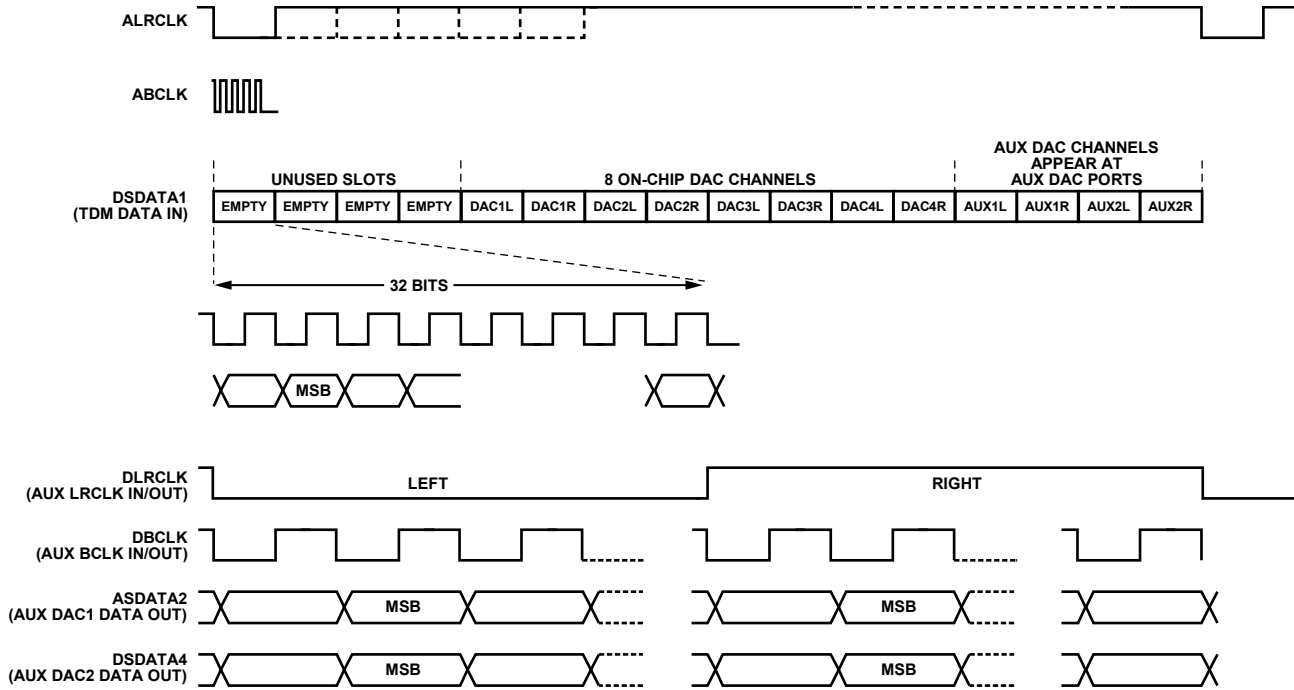 ALRCLK
ABCLK
AUX DAC CHANNELS
APPEAR AT
AUX DAC PORTS
UNUSED SLOTS
8 ON-CHIP DAC CHANNELS
DSDATA1
(TDM DATA IN)
EMPTY EMPTY EMPTY EMPTY DAC1L DAC1R DAC2L DAC2R DAC3L DAC3R DAC4L DAC4R AUX1L AUX1R AUX2L AUX2R
32 BITS
MSB
DLRCLK
(AUX LRCLK IN/OUT)
LEFT
RIGHT
DBCLK
(AUX BCLK IN/OUT)
ASDATA2
(AUX DAC1 DATA OUT)
MSB
MSB
DSDATA4
(AUX DAC2 DATA OUT)
MSB
MSB